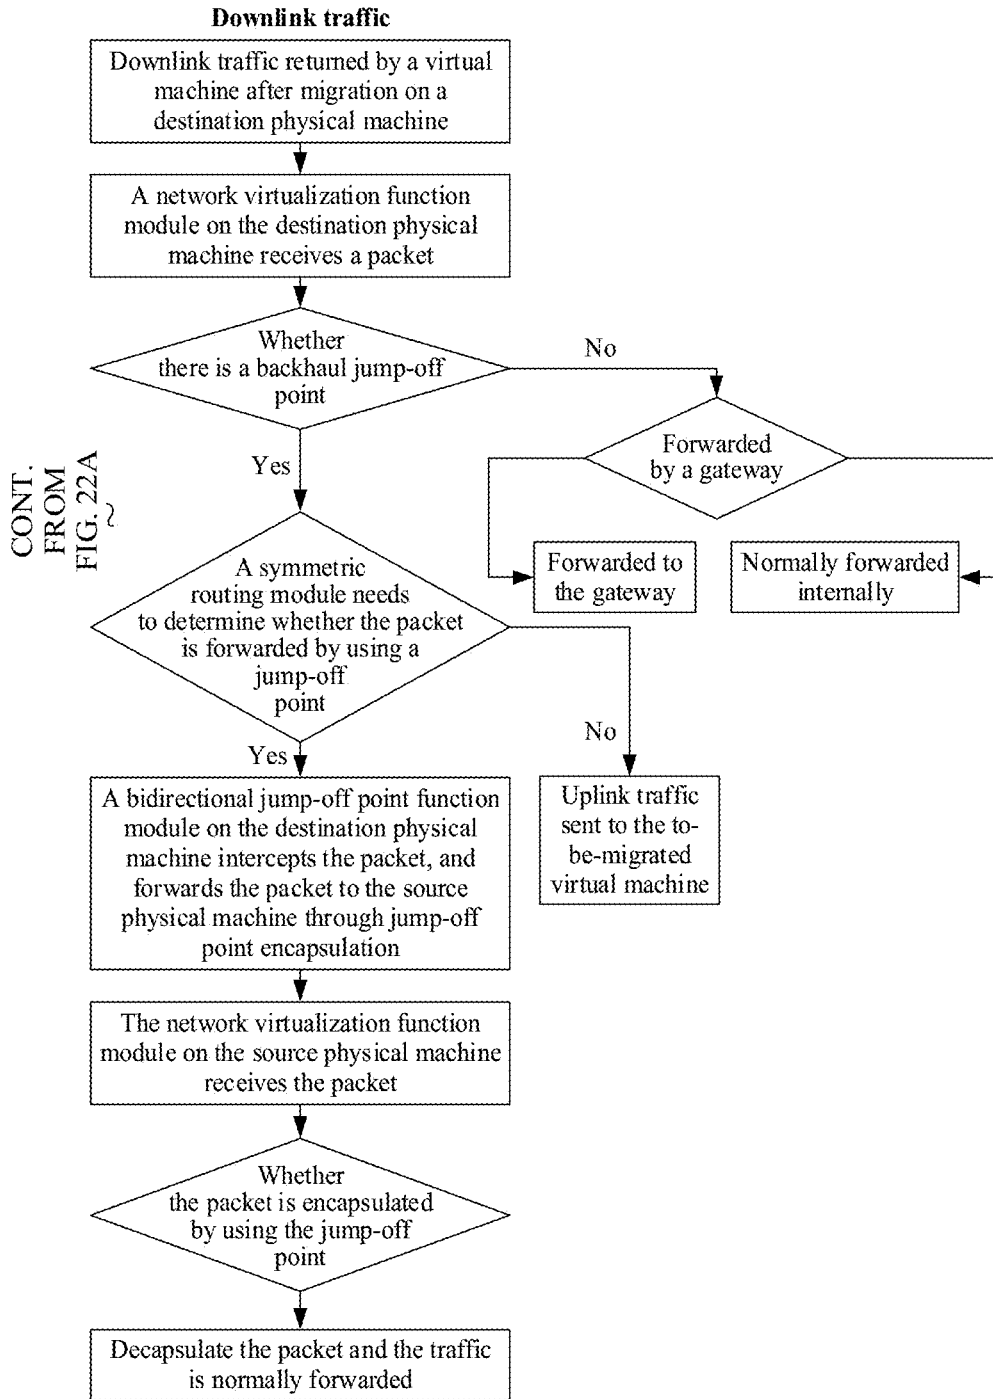 Downlink traffic
Downlink traffic returned by a virtual
machine after migration on a
destination physical machine
A network virtualization function
module on the destination physical
machine receives a packet
Whether
there is a backhaul jump-off
point
No
Yes
Forwarded
by a gateway
CONT.
FROM
FIG. 22A
Forwarded to
the gateway
Normally forwarded
internally
A symmetric
routing module needs
to determine whether the packet
is forwarded by using a
jump-off
point
No
Yes
A bidirectional jump-off point function
module on the destination physical
machine intercepts the packet, and
forwards the packet to the source
physical machine through jump-off
point encapsulation
Uplink traffic
sent to the to-
be-migrated
virtual machine
The network virtualization function
module on the source physical machine
receives the packet
Whether
the packet is encapsulated
by using the jump-off
point
Decapsulate the packet and the traffic
is normally forwarded